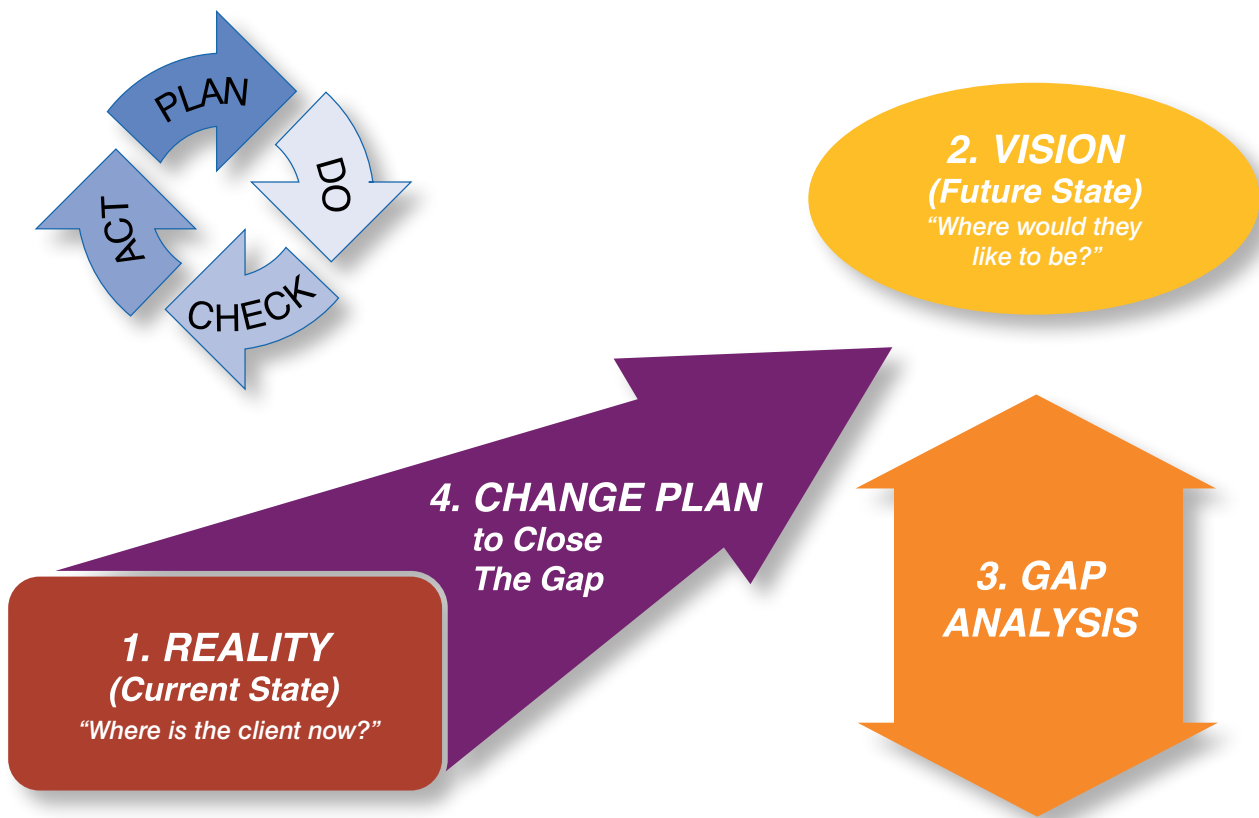 PLAN
DO
CHECK
ACT
2. VISION
(Future State)
“Where would they
like to be?”
4. CHANGE PLAN
to Close
The Gap
3. GAP
ANALYSIS
1. REALITY
(Current State)
“Where is the client now?”